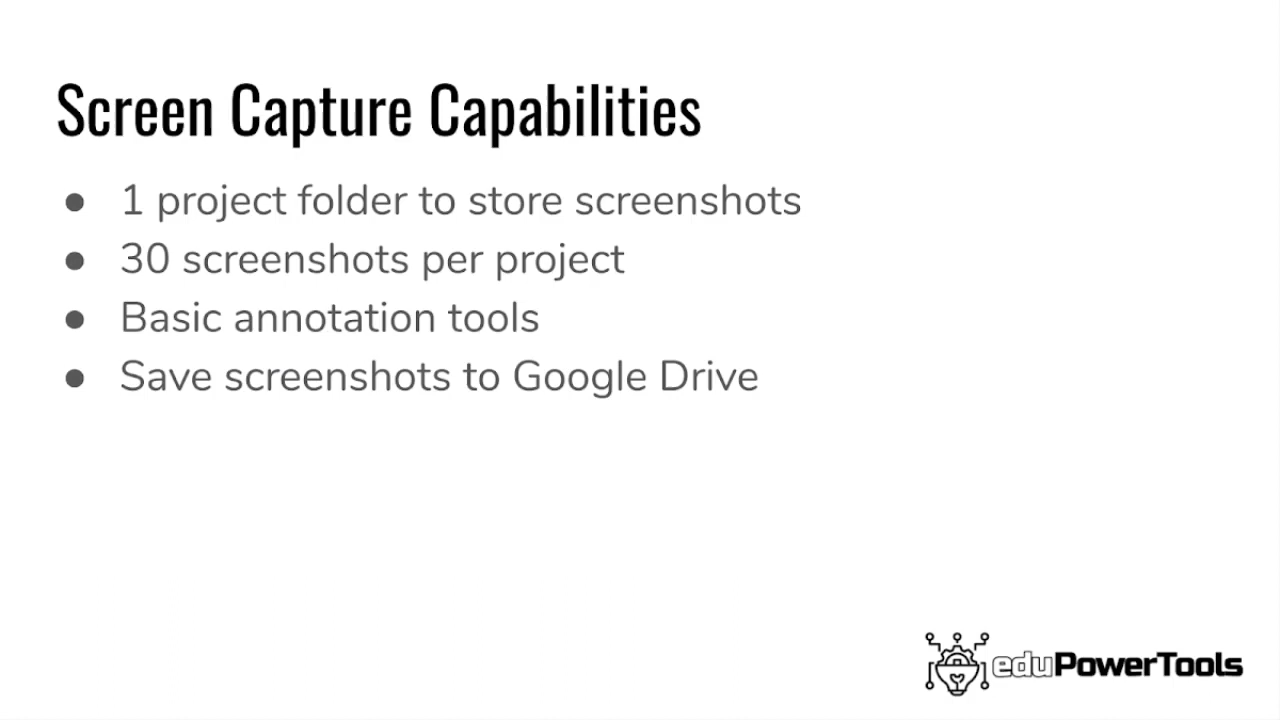 Screen Capture Capabilities
● 1 project folder to store screenshots
● 30 screenshots per project
● Basic annotation tools
● Save screenshots to Google Drive
eduPowerTools